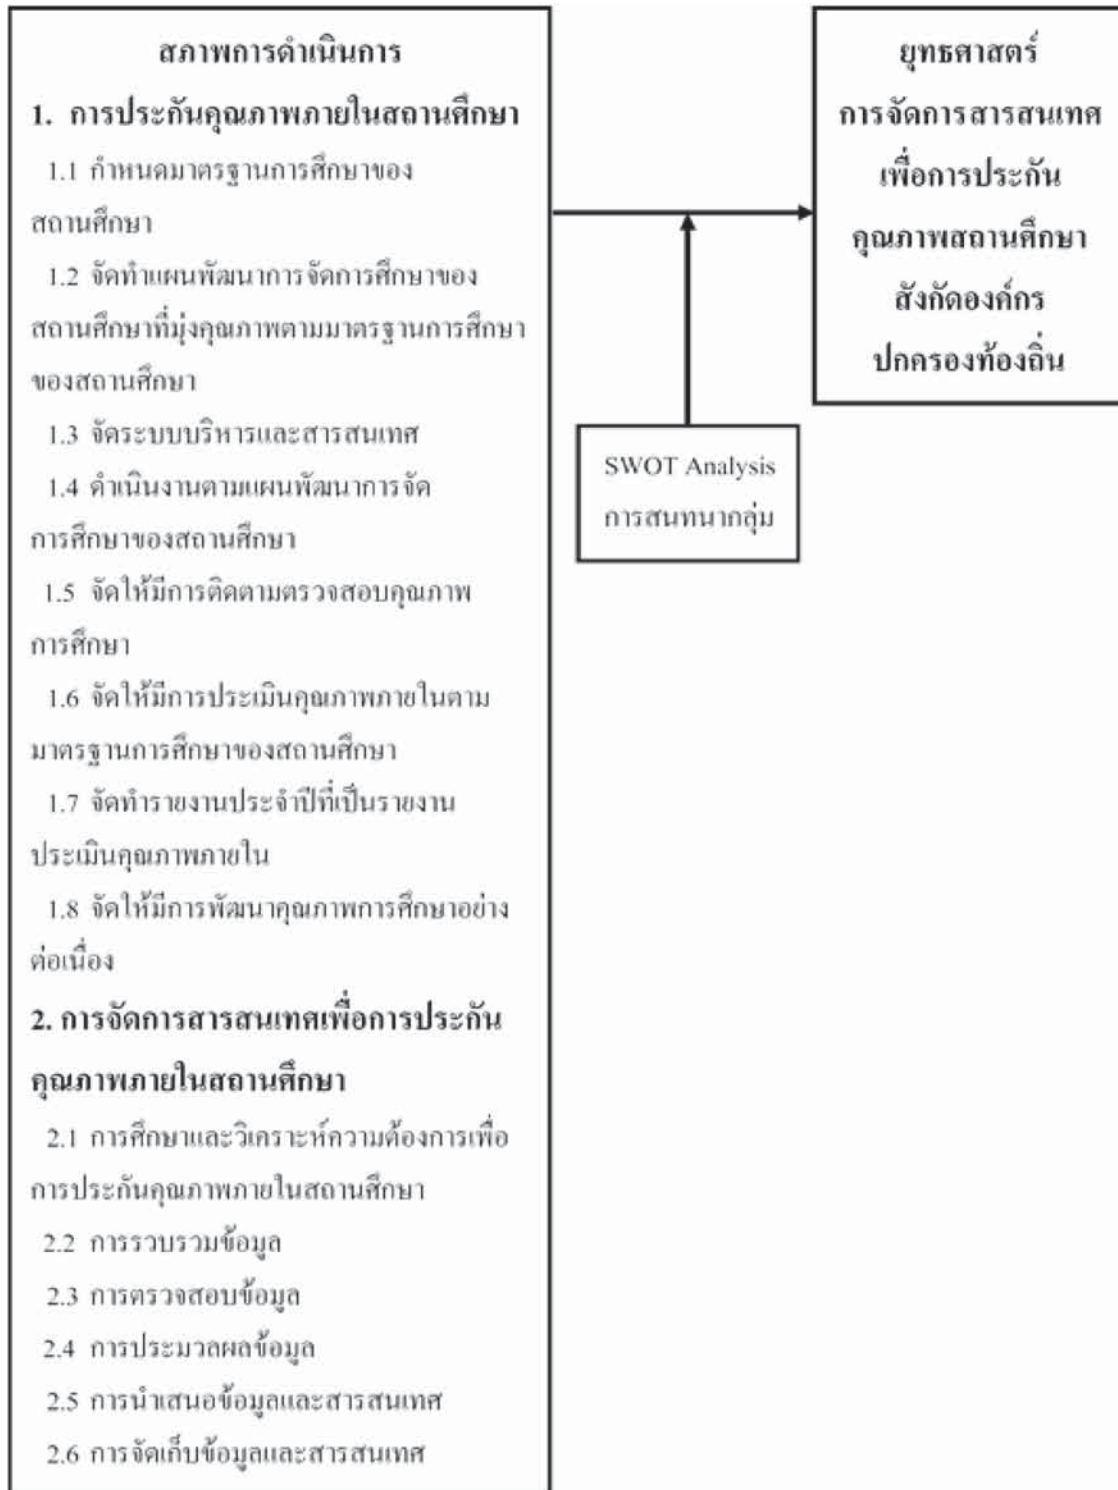 สภาพการดำเนินการ
1. การประกันคุณภาพภายในสถานศึกษา
1.1 กำหนดมาตรฐานการศึกษาของ
สถานศึกษา
1.2 จัดทำแผนพัฒนาการจัดการศึกษาของ
สถานศึกษาที่มุ่งคุณภาพตามมาตรฐานการศึกษา
ของสถานศึกษา
1.3 จัดระบบบริหารและสารสนเทศ
1.4 ดำเนินงานตามแผนพัฒนาการจัด
การศึกษาของสถานศึกษา
1.5 จัดให้มีการติดตามตรวจสอบคุณภาพ
การศึกษา
1.6 จัดให้มีการประเมินคุณภาพภายในตาม
มาตรฐานการศึกษาของสถานศึกษา
1.7 จัดทำรายงานประจำปีที่เป็นรายงาน
ประเมินคุณภาพภายใน
1.8 จัดให้มีการพัฒนาคุณภาพการศึกษาอย่าง
ต่อเนื่อง
2. การจัดการสารสนเทศเพื่อการประกัน
คุณภาพภายในสถานศึกษา
2.1 การศึกษาและวิเคราะห์ความต้องการเพื่อ
การประกันคุณภาพภายในสถานศึกษา
2.2 การรวบรวมข้อมูล
2.3 การตรวจสอบข้อมูล
2.4 การประมวลผลข้อมูล
2.5 การนำเสนอข้อมูลและสารสนเทศ
2.6 การจัดเก็บข้อมูลและสารสนเทศ
SWOT Analysis
การสนทนากลุ่ม
ยุทธศาสตร์
การจัดการสารสนเทศ
เพื่อการประกัน
คุณภาพสถานศึกษา
สังกัดองค์กร
ปกครองท้องถิ่น